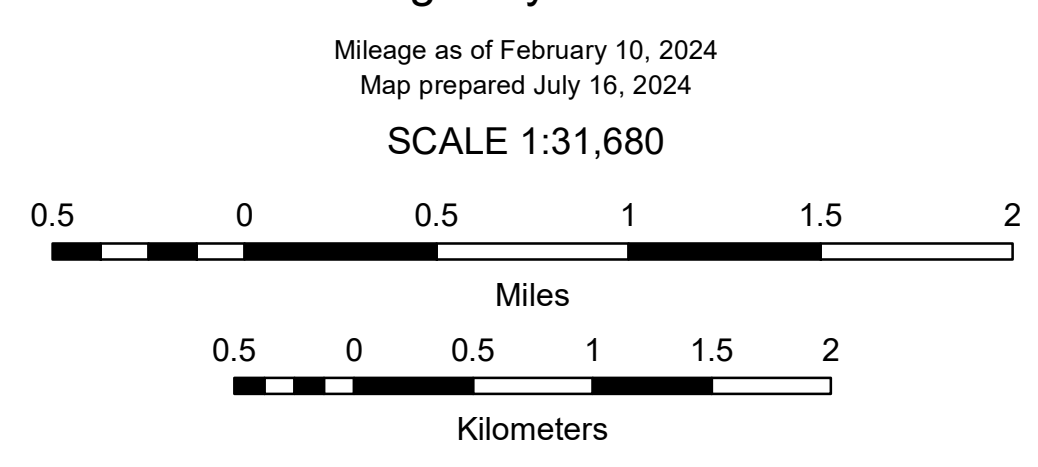 Mileage as of February 10, 2024
Map prepared July 16, 2024
SCALE 1:31,680
0.5 0 0.5 1 1.5 2
Miles
0.5 0 0.5 1 1.5 2
Kilometers